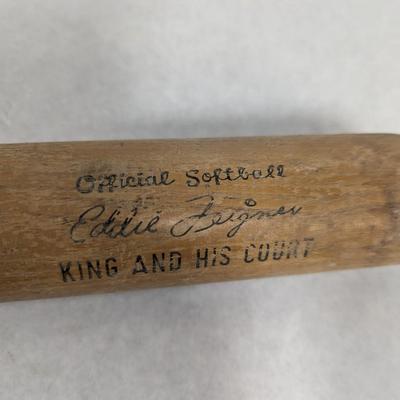 Official Softball
Eddie Feigner
KING AND HIS COURT